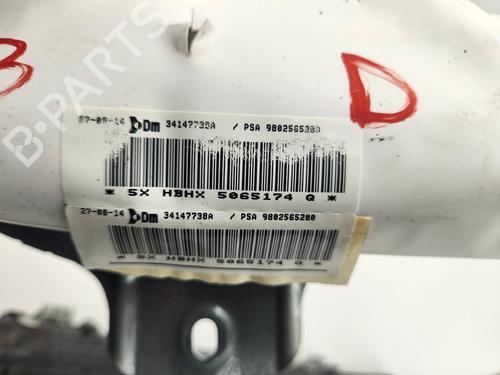 B
D
27-08-14 Dm 34147738A / PSA 9802565280
* 5X HBHX 5065174 Q *
27-08-14 Dm 34147738A / PSA 9802565280
* 5X HBHX 5065174 Q *
B-PARTS